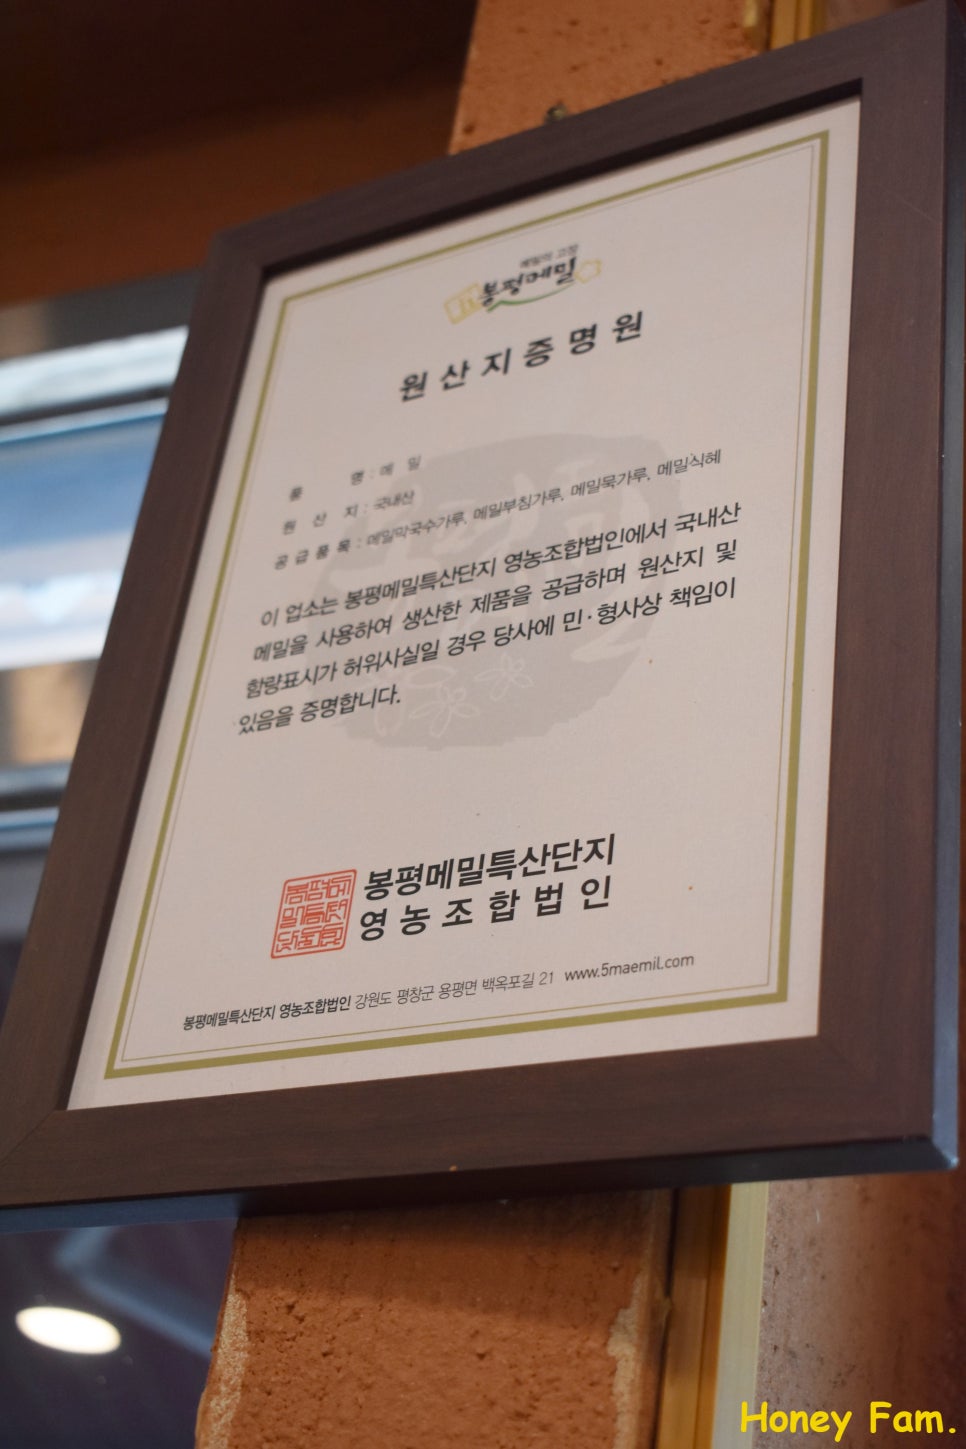 메밀의 고장
봉평메밀
원산지증명원
품 명 : 메 밀
원 산 지 : 국내산
공급품목 : 메밀막국수가루, 메밀부침가루, 메밀묵가루, 메밀식혜
이 업소는 봉평메밀특산단지 영농조합법인에서 국내산
메밀을 사용하여 생산한 제품을 공급하며 원산지 및
함량표시가 허위사실일 경우 당사에 민·형사상 책임이
있음을 증명합니다.
봉평메밀특산단지
영농조합법인
봉평메밀특산단지 영농조합법인 강원도 평창군 용평면 백옥포길 21 www.5maemil.com
Honey Fam.